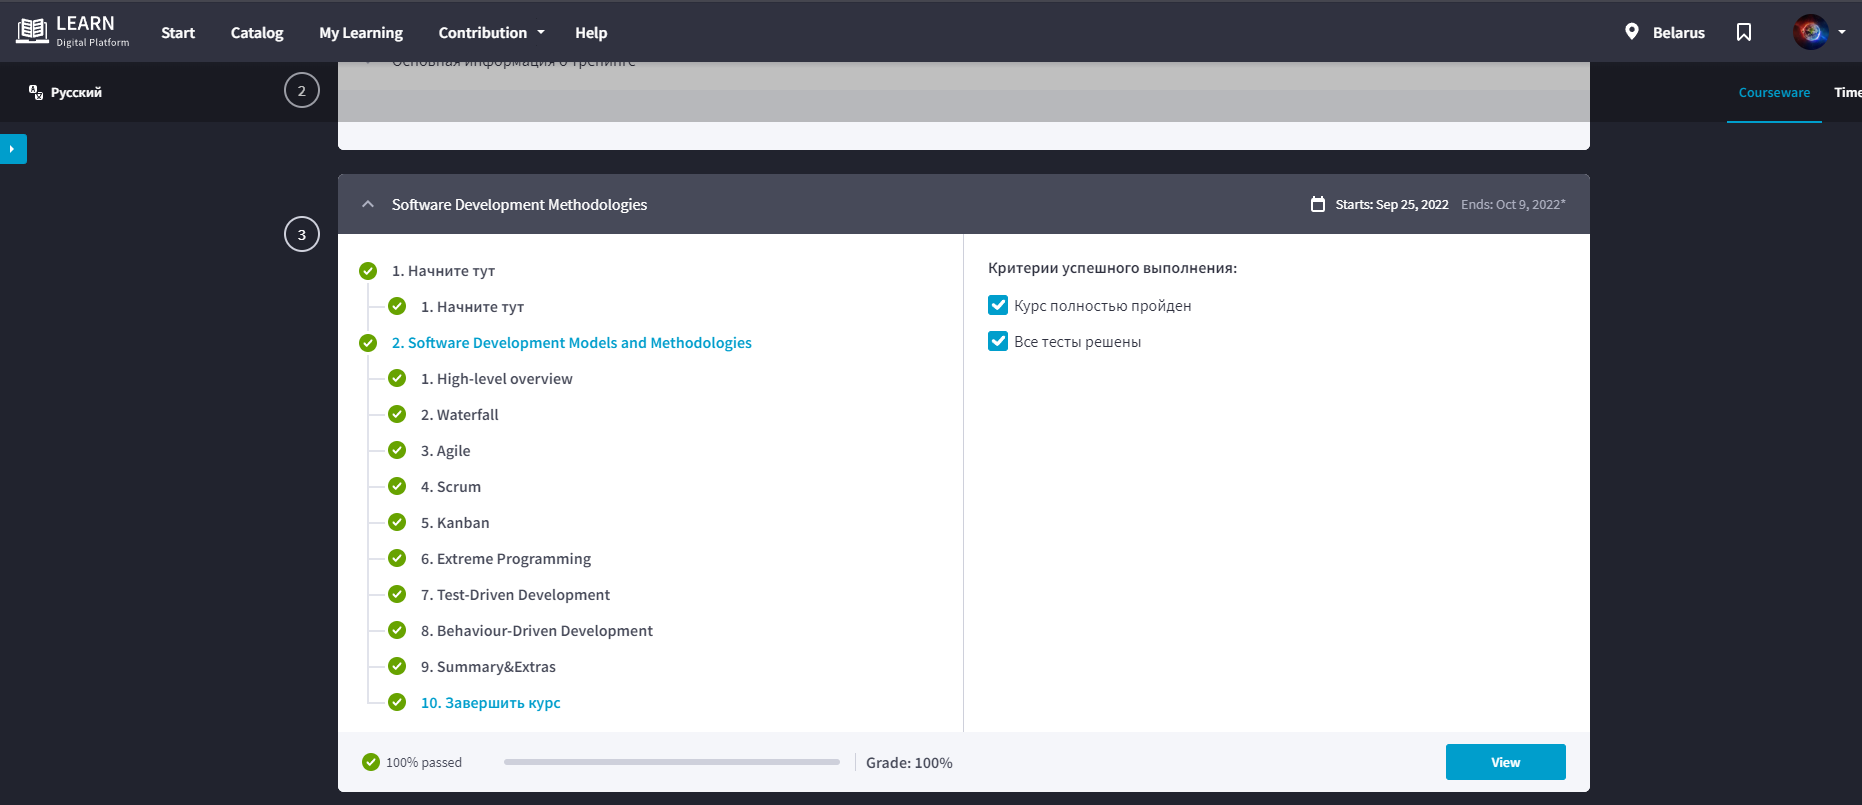 LEARN
Digital Platform
Start
Catalog
My Learning
Contribution
Help
Belarus
Русский
2
Основная информация о тренинге
Courseware
Time
3
Software Development Methodologies
Starts: Sep 25, 2022
Ends: Oct 9, 2022*
1. Начните тут
1. Начните тут
2. Software Development Models and Methodologies
1. High-level overview
2. Waterfall
3. Agile
4. Scrum
5. Kanban
6. Extreme Programming
7. Test-Driven Development
8. Behaviour-Driven Development
9. Summary&Extras
10. Завершить курс
Критерии успешного выполнения:
Курс полностью пройден
Все тесты решены
100% passed
Grade: 100%
View